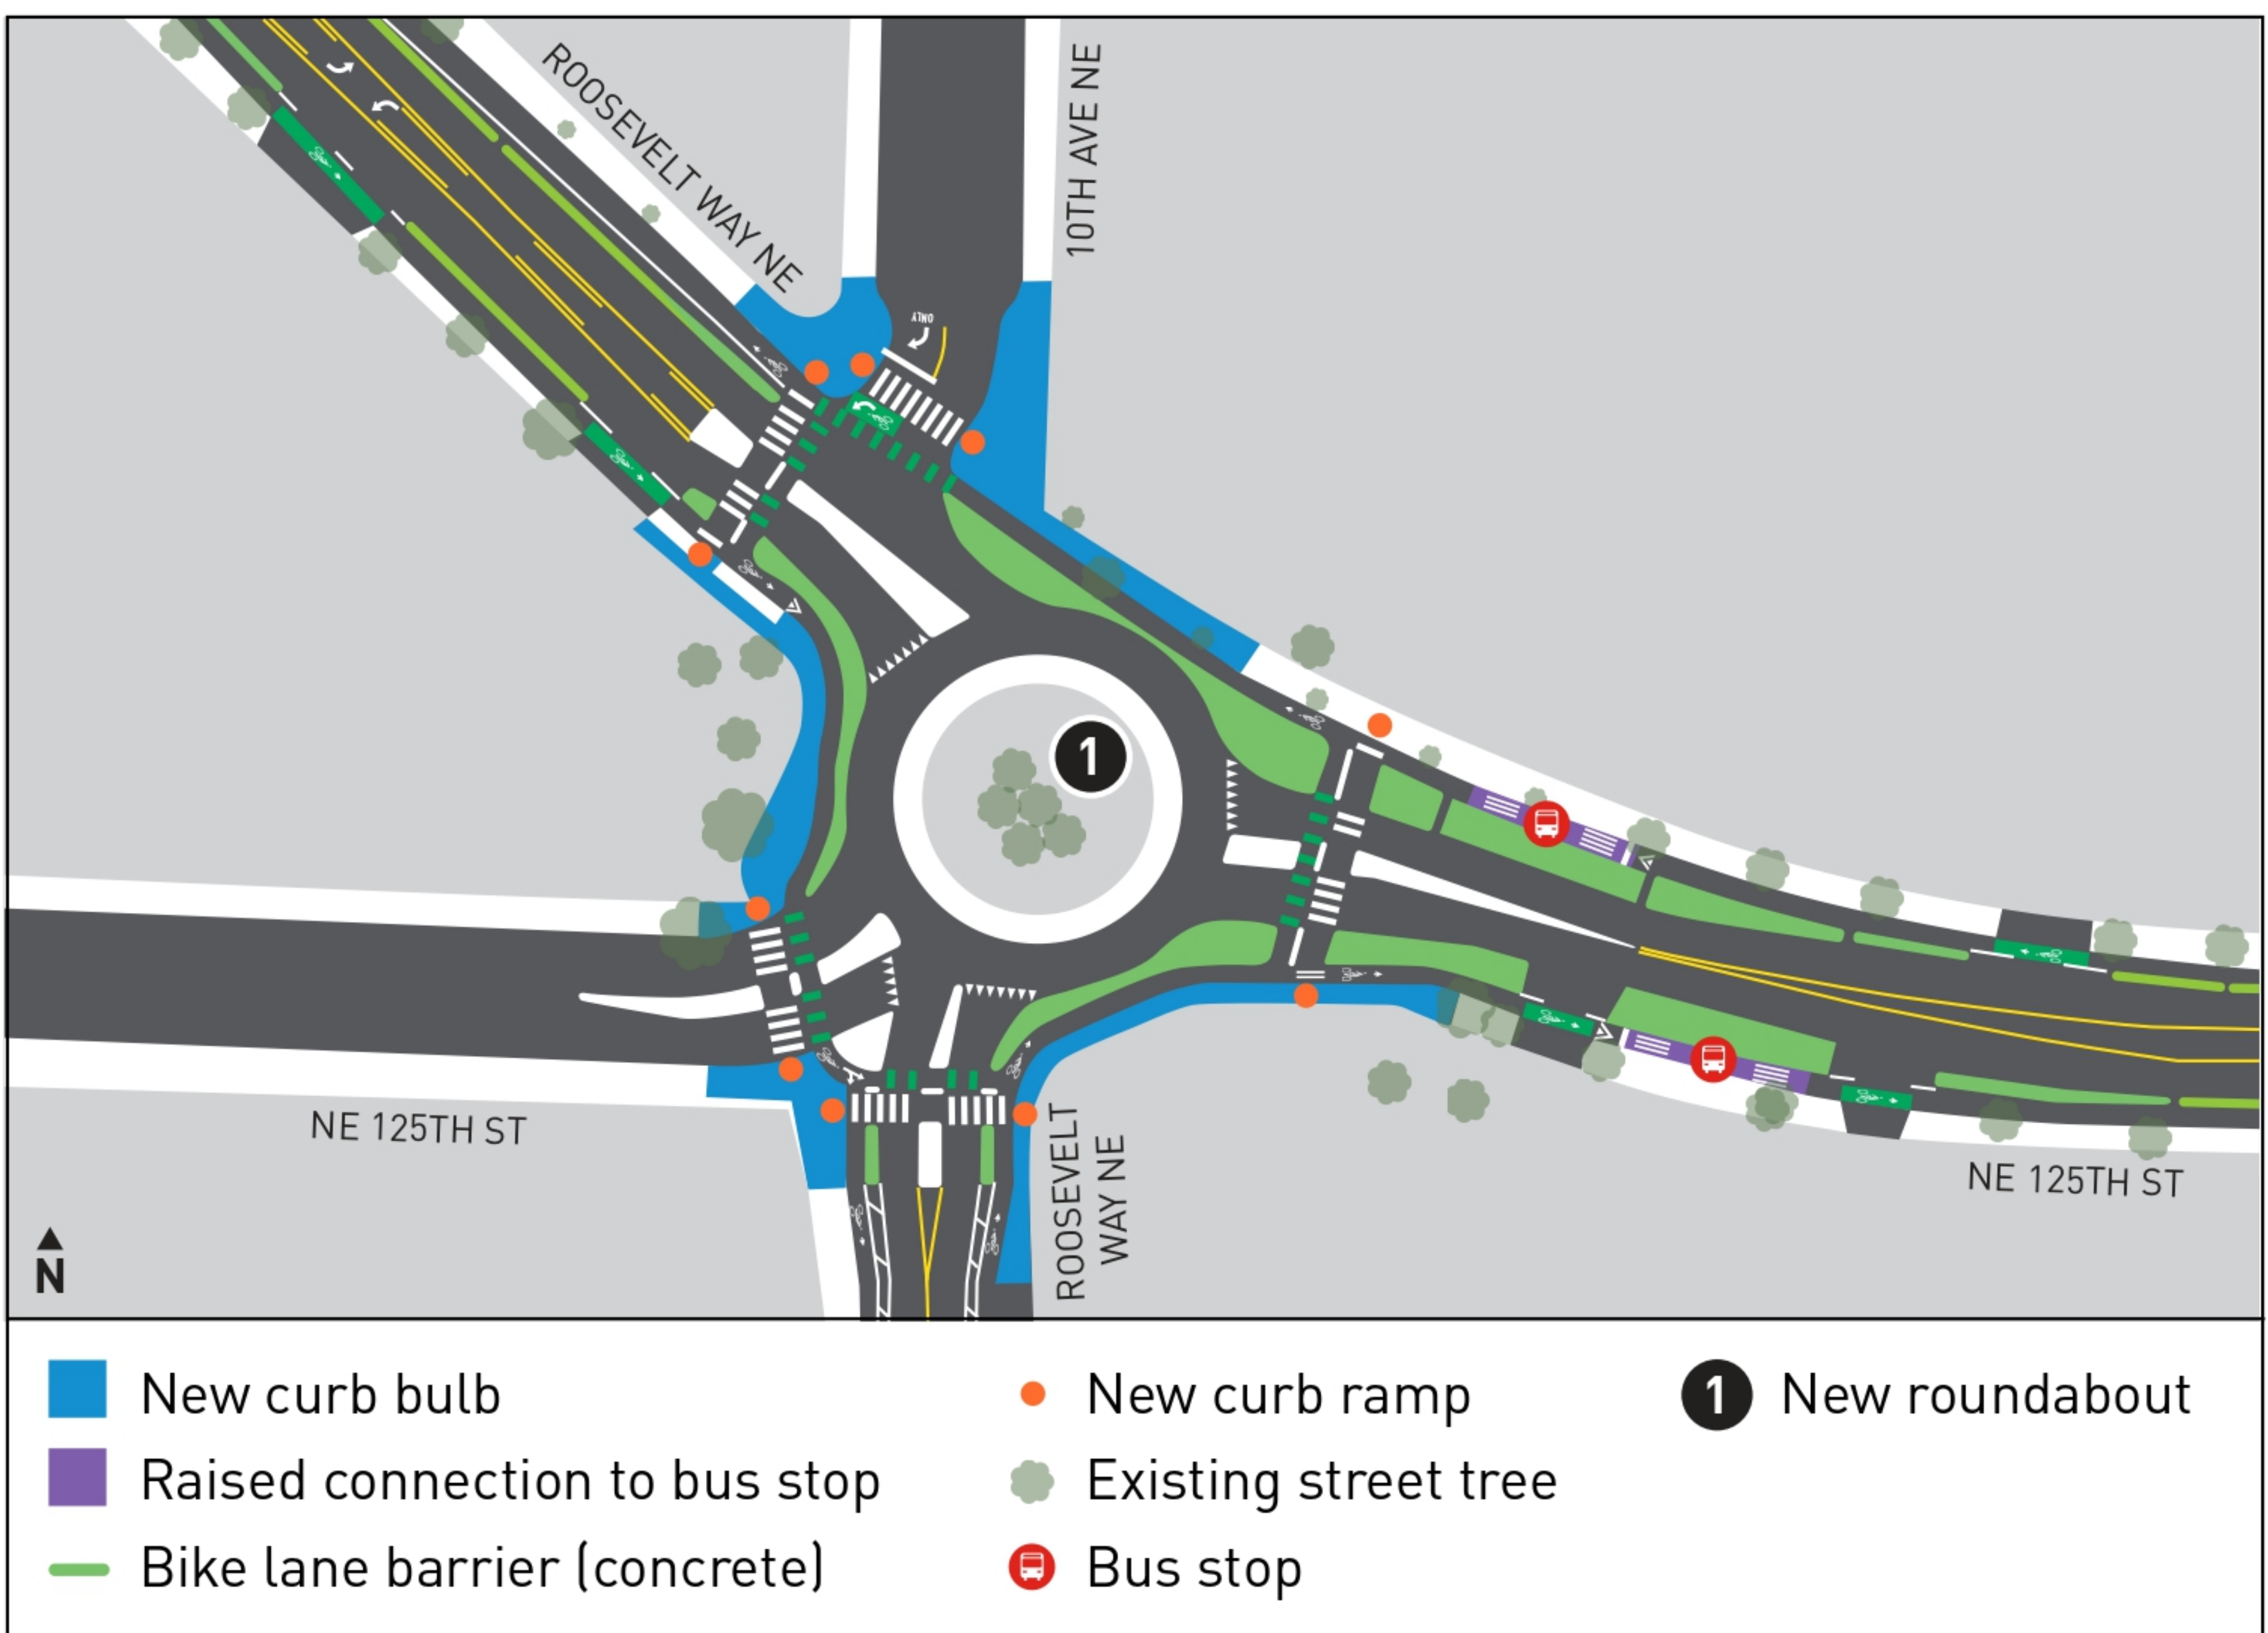 ROOSEVELT WAY NE
10TH AVE NE
ONLY
1
NE 125TH ST
ROOSEVELT
WAY NE
NE 125TH ST
N
New curb bulb
Raised connection to bus stop
Bike lane barrier (concrete)
New curb ramp
Existing street tree
Bus stop
1 New roundabout